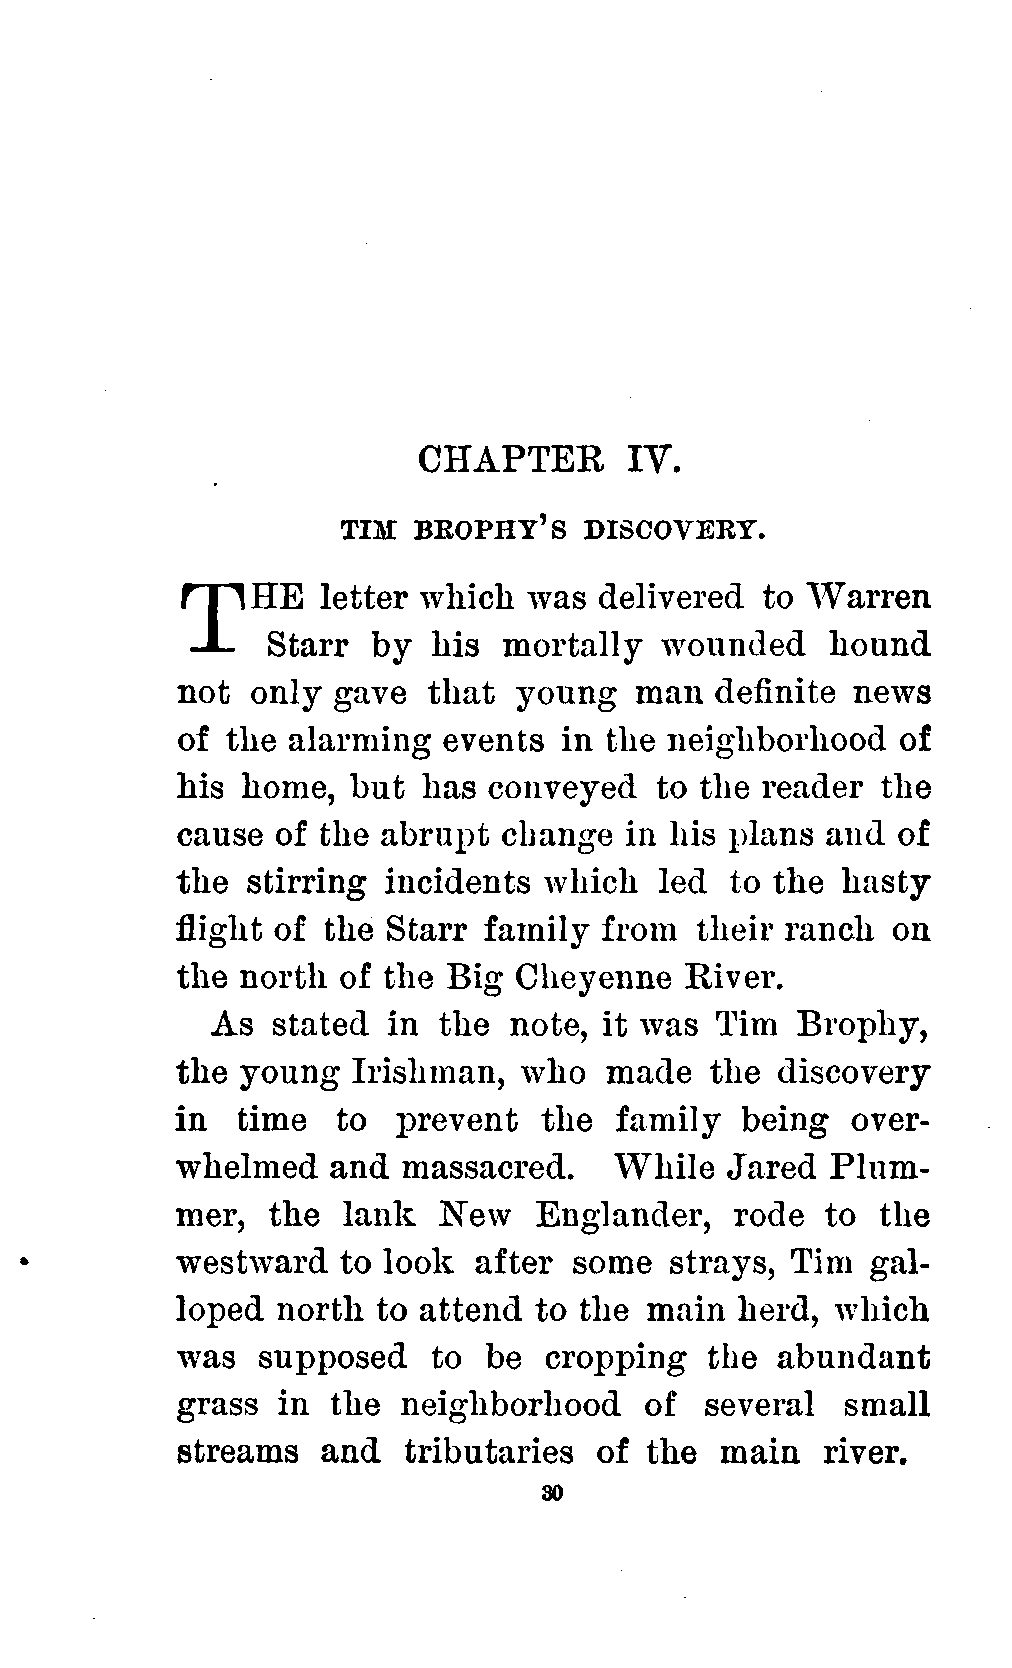 CHAPTER IV.
TIM BROPHY'S DISCOVERY.
THE letter which was delivered to Warren
Starr by his mortally wounded hound
not only gave that young man definite news
of the alarming events in the neighborhood of
his home, but has conveyed to the reader the
cause of the abrupt change in his plans and of
the stirring incidents which led to the hasty
flight of the Starr family from their ranch on
the north of the Big Cheyenne River.
As stated in the note, it was Tim Brophy,
the young Irishman, who made the discovery
in time to prevent the family being over-
whelmed and massacred. While Jared Plum-
mer, the lank New Englander, rode to the
westward to look after some strays, Tim gal-
loped north to attend to the main herd, which
was supposed to be cropping the abundant
grass in the neighborhood of several small
streams and tributaries of the main river.
30